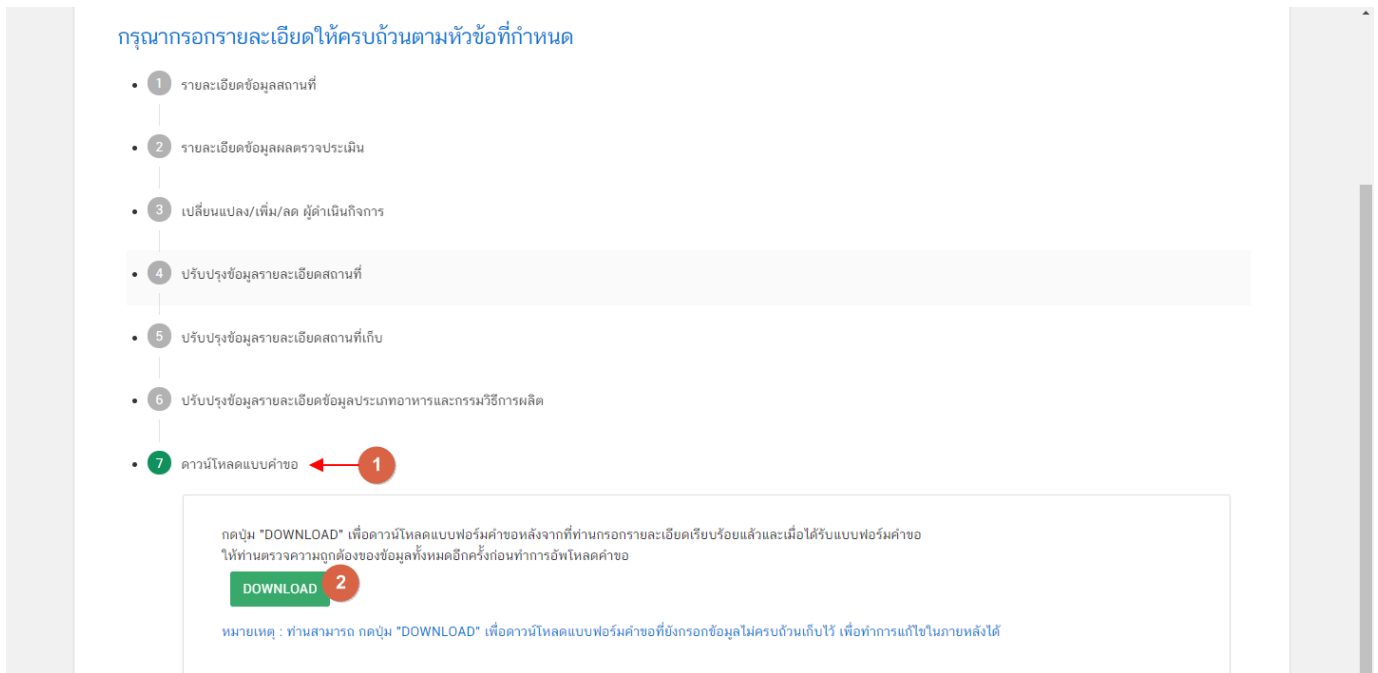 กรุณากรอกรายละเอียดให้ครบถ้วนตามหัวข้อที่กำหนด
1 รายละเอียดข้อมูลสถานที่
2 รายละเอียดข้อมูลผลตรวจประเมิน
3 เปลี่ยนแปลง/เพิ่ม/ลด ผู้ดำเนินกิจการ
4 ปรับปรุงข้อมูลรายละเอียดสถานที่
5 ปรับปรุงข้อมูลรายละเอียดสถานที่เก็บ
6 ปรับปรุงข้อมูลรายละเอียดข้อมูลประเภทอาหารและกรรมวิธีการผลิต
7 ดาวน์โหลดแบบคำขอ 1
กดปุ่ม "DOWNLOAD" เพื่อดาวน์โหลดแบบฟอร์มคำขอหลังจากที่ท่านกรอกรายละเอียดเรียบร้อยแล้วและเมื่อได้รับแบบฟอร์มคำขอ
ให้ท่านตรวจความถูกต้องของข้อมูลทั้งหมดอีกครั้งก่อนทำการอัพโหลดคำขอ
DOWNLOAD 2
หมายเหตุ : ท่านสามารถ กดปุ่ม "DOWNLOAD" เพื่อดาวน์โหลดแบบฟอร์มคำขอที่ยังกรอกข้อมูลไม่ครบถ้วนเก็บไว้ เพื่อทำการแก้ไขในภายหลังได้